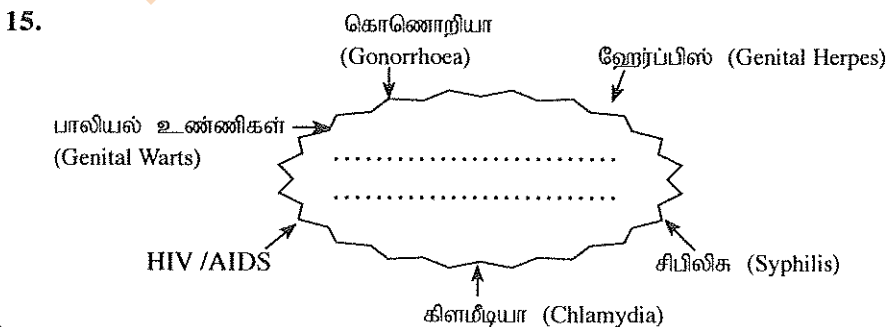 15.
கொணொறியா
(Gonorrhoea)
ஹேர்ப்பிஸ் (Genital Herpes)
பாலியல் உண்ணிகள்
(Genital Warts)
................................
................................
HIV /AIDS
சிபிலிசு (Syphilis)
கிளமீடியா (Chlamydia)